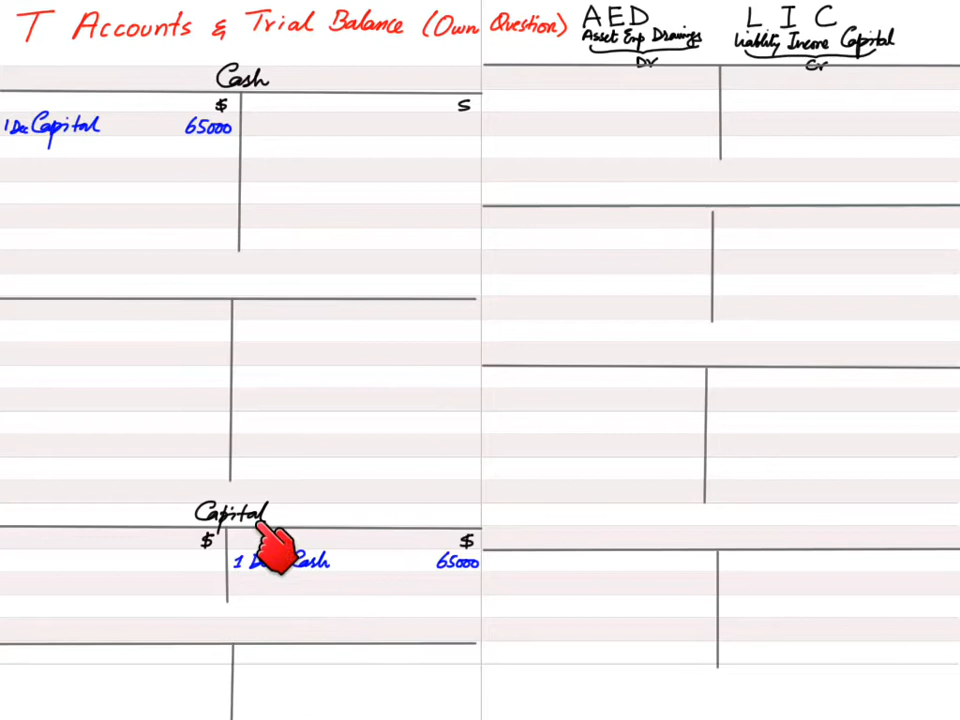 T Accounts & Trial Balance (Own Question)
AED LIC
Asset Exp Drawings Liability Income Capital
Dr Cr
Cash
$ $
1 Dec Capital 65000
Capital
$ $
1 Cash 65000